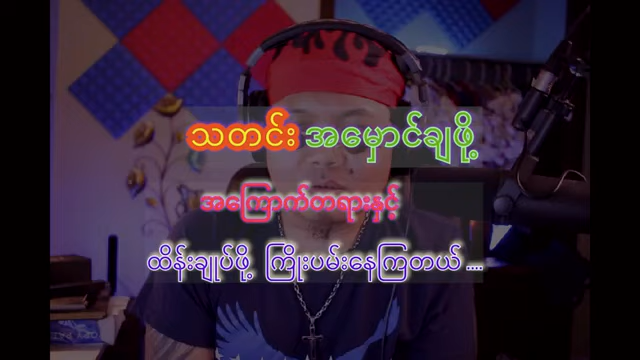 သတင်း အမှောင်ချဖို့
အကြောက်တရားနှင့်
ထိန်းချုပ်ဖို့ ကြိုးပမ်းနေကြတယ် ....